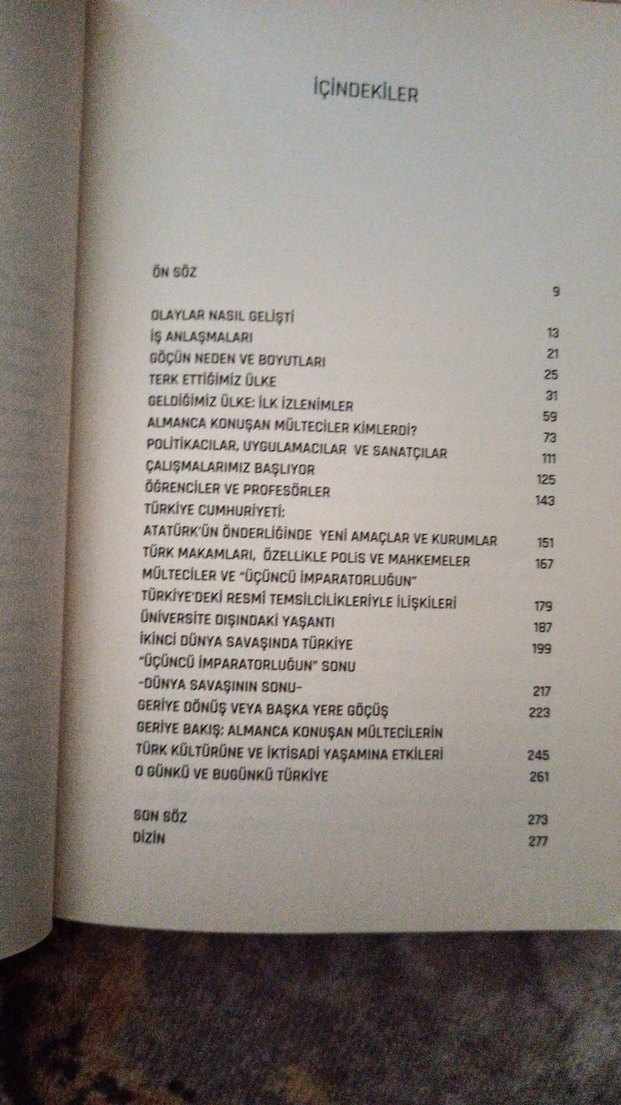 İÇİNDEKİLER
ÖN SÖZ 9
OLAYLAR NASIL GELİŞTİ 13
İŞ ANLAŞMALARI 21
GÖÇÜN NEDEN VE BOYUTLARI 25
TERK ETTİĞİMİZ ÜLKE 31
GELDİĞİMİZ ÜLKE: İLK İZLENİMLER 59
ALMANCA KONUŞAN MÜLTECİLER KİMLERDİ? 73
POLİTİKACILAR, UYGULAMACILAR VE SANATÇILAR 111
ÇALIŞMALARIMIZ BAŞLIYOR 125
ÖĞRENCİLER VE PROFESÖRLER 143
TÜRKİYE CUMHURİYETİ:
ATATÜRK'ÜN ÖNDERLİĞİNDE YENİ AMAÇLAR VE KURUMLAR 151
TÜRK MAKAMLARI, ÖZELLİKLE POLİS VE MAHKEMELER 167
MÜLTECİLER VE "ÜÇÜNCÜ İMPARATORLUĞUN"
TÜRKİYE'DEKİ RESMİ TEMSİLCİLİKLERİYLE İLİŞKİLERİ 179
ÜNİVERSİTE DIŞINDAKİ YAŞANTI 187
İKİNCİ DÜNYA SAVAŞINDA TÜRKİYE 199
"ÜÇÜNCÜ İMPARATORLUĞUN" SONU
-DÜNYA SAVAŞININ SONU- 217
GERİYE DÖNÜŞ VEYA BAŞKA YERE GÖÇÜŞ 223
GERİYE BAKIŞ: ALMANCA KONUŞAN MÜLTECİLERİN
TÜRK KÜLTÜRÜNE VE İKTİSADİ YAŞAMINA ETKİLERİ 245
O GÜNKÜ VE BUGÜNKÜ TÜRKİYE 261
SON SÖZ 273
DİZİN 277